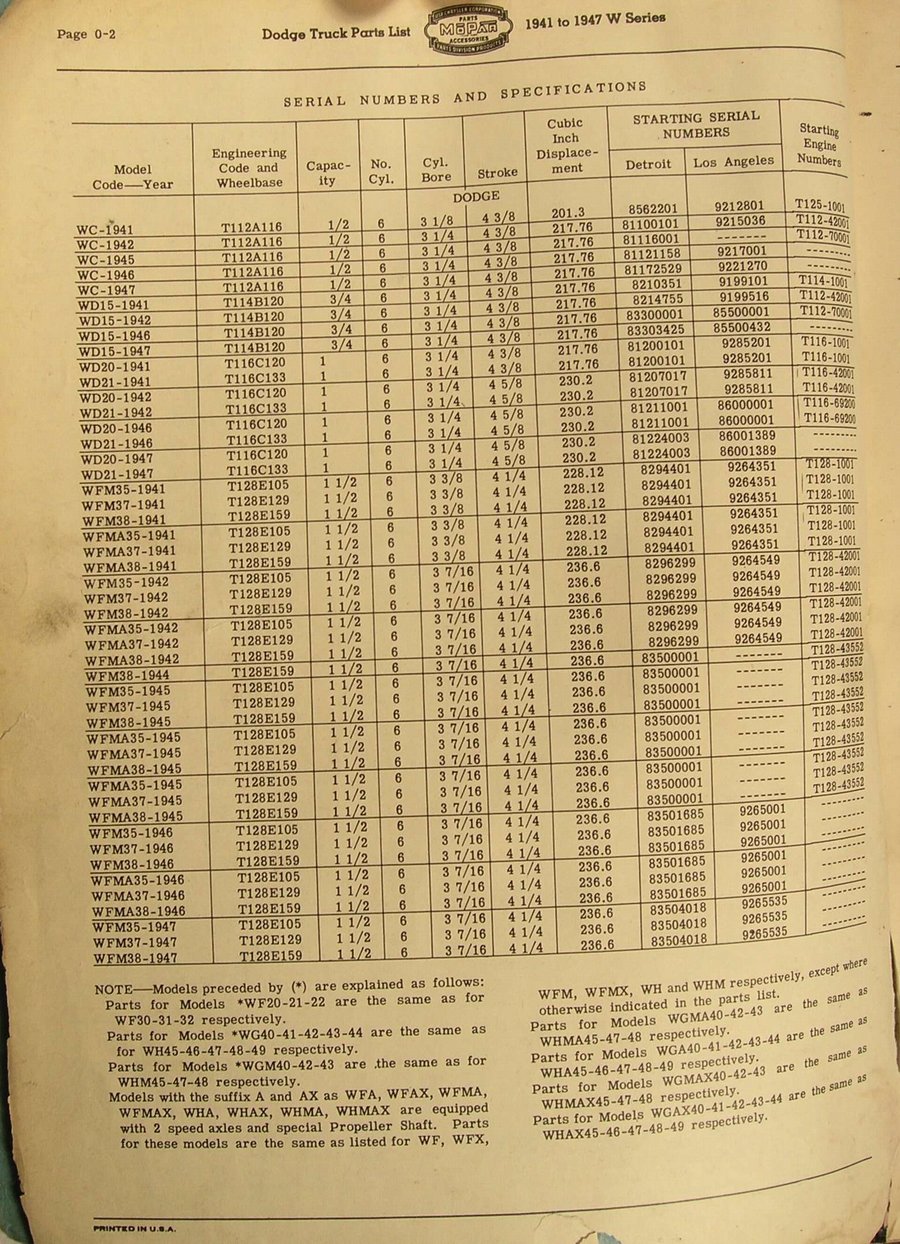 Page 0-2 Dodge Truck Parts List 1941 to 1947 W Series
CHRYSLER CORPORATION
PARTS
MOPAR
ACCESSORIES
PARTS DIVISION PRODUCTS
SERIAL NUMBERS AND SPECIFICATIONS
Model Code—Year
Engineering Code and Wheelbase
Capac-ity
No. Cyl.
Cyl. Bore
Stroke
Cubic Inch Displace-ment
STARTING SERIAL NUMBERS
Detroit Los Angeles
Starting Engine Numbers
DODGE
WC-1941 T112A116 1/2 6 3 1/8 4 3/8 201.3 8562201 9212801 T125-1001
WC-1942 T112A116 1/2 6 3 1/4 4 3/8 217.76 81100101 9215036 T112-42001
WC-1945 T112A116 1/2 6 3 1/4 4 3/8 217.76 81116001 ------- T112-70001
WC-1946 T112A116 1/2 6 3 1/4 4 3/8 217.76 81121158 9217001 ---------
WC-1947 T112A116 1/2 6 3 1/4 4 3/8 217.76 81172529 9221270 ---------
WD15-1941 T114B120 3/4 6 3 1/4 4 3/8 217.76 8210351 9199101 T114-1001
WD15-1942 T114B120 3/4 6 3 1/4 4 3/8 217.76 8214755 9199516 T112-42001
WD15-1946 T114B120 3/4 6 3 1/4 4 3/8 217.76 83300001 85500001 T112-70001
WD15-1947 T114B120 3/4 6 3 1/4 4 3/8 217.76 83303425 85500432 ---------
WD20-1941 T116C120 1 6 3 1/4 4 3/8 217.76 81200101 9285201 T116-1001
WD21-1941 T116C133 1 6 3 1/4 4 3/8 217.76 81200101 9285201 T116-1001
WD20-1942 T116C120 1 6 3 1/4 4 5/8 230.2 81207017 9285811 T116-42001
WD21-1942 T116C133 1 6 3 1/4 4 5/8 230.2 81207017 9285811 T116-42001
WD20-1946 T116C120 1 6 3 1/4 4 5/8 230.2 81211001 86000001 T116-69200
WD21-1946 T116C133 1 6 3 1/4 4 5/8 230.2 81211001 86000001 T116-69200
WD20-1947 T116C120 1 6 3 1/4 4 5/8 230.2 81224003 86001389 ---------
WD21-1947 T116C133 1 6 3 1/4 4 5/8 230.2 81224003 86001389 ---------
WFM35-1941 T128E105 1 1/2 6 3 3/8 4 1/4 228.12 8294401 9264351 T128-1001
WFM37-1941 T128E129 1 1/2 6 3 3/8 4 1/4 228.12 8294401 9264351 T128-1001
WFM38-1941 T128E159 1 1/2 6 3 3/8 4 1/4 228.12 8294401 9264351 T128-1001
WFMA35-1941 T128E105 1 1/2 6 3 3/8 4 1/4 228.12 8294401 9264351 T128-1001
WFMA37-1941 T128E129 1 1/2 6 3 3/8 4 1/4 228.12 8294401 9264351 T128-1001
WFMA38-1941 T128E159 1 1/2 6 3 3/8 4 1/4 228.12 8294401 9264351 T128-1001
WFM35-1942 T128E105 1 1/2 6 3 7/16 4 1/4 236.6 8296299 9264549 T128-42001
WFM37-1942 T128E129 1 1/2 6 3 7/16 4 1/4 236.6 8296299 9264549 T128-42001
WFM38-1942 T128E159 1 1/2 6 3 7/16 4 1/4 236.6 8296299 9264549 T128-42001
WFMA35-1942 T128E105 1 1/2 6 3 7/16 4 1/4 236.6 8296299 9264549 T128-42001
WFMA37-1942 T128E129 1 1/2 6 3 7/16 4 1/4 236.6 8296299 9264549 T128-42001
WFMA38-1942 T128E159 1 1/2 6 3 7/16 4 1/4 236.6 8296299 9264549 T128-42001
WFM38-1944 T128E159 1 1/2 6 3 7/16 4 1/4 236.6 83500001 ------- T128-43552
WFM35-1945 T128E105 1 1/2 6 3 7/16 4 1/4 236.6 83500001 ------- T128-43552
WFM37-1945 T128E129 1 1/2 6 3 7/16 4 1/4 236.6 83500001 ------- T128-43552
WFM38-1945 T128E159 1 1/2 6 3 7/16 4 1/4 236.6 83500001 ------- T128-43552
WFMA35-1945 T128E105 1 1/2 6 3 7/16 4 1/4 236.6 83500001 ------- T128-43552
WFMA37-1945 T128E129 1 1/2 6 3 7/16 4 1/4 236.6 83500001 ------- T128-43552
WFMA38-1945 T128E159 1 1/2 6 3 7/16 4 1/4 236.6 83500001 ------- T128-43552
WFMA35-1945 T128E105 1 1/2 6 3 7/16 4 1/4 236.6 83500001 ------- T128-43552
WFMA37-1945 T128E129 1 1/2 6 3 7/16 4 1/4 236.6 83500001 ------- T128-43552
WFMA38-1945 T128E159 1 1/2 6 3 7/16 4 1/4 236.6 83500001 ------- T128-43552
WFM35-1946 T128E105 1 1/2 6 3 7/16 4 1/4 236.6 83501685 9265001 ---------
WFM37-1946 T128E129 1 1/2 6 3 7/16 4 1/4 236.6 83501685 9265001 ---------
WFM38-1946 T128E159 1 1/2 6 3 7/16 4 1/4 236.6 83501685 9265001 ---------
WFMA35-1946 T128E105 1 1/2 6 3 7/16 4 1/4 236.6 83501685 9265001 ---------
WFMA37-1946 T128E129 1 1/2 6 3 7/16 4 1/4 236.6 83501685 9265001 ---------
WFMA38-1946 T128E159 1 1/2 6 3 7/16 4 1/4 236.6 83501685 9265001 ---------
WFM35-1947 T128E105 1 1/2 6 3 7/16 4 1/4 236.6 83504018 9265535 ---------
WFM37-1947 T128E129 1 1/2 6 3 7/16 4 1/4 236.6 83504018 9265535 ---------
WFM38-1947 T128E159 1 1/2 6 3 7/16 4 1/4 236.6 83504018 9265535 ---------
NOTE—Models preceded by (*) are explained as follows:
Parts for Models *WF20-21-22 are the same as for
WF30-31-32 respectively.
Parts for Models *WG40-41-42-43-44 are the same as
for WH45-46-47-48-49 respectively.
Parts for Models *WGM40-42-43 are the same as for
WHM45-47-48 respectively.
Models with the suffix A and AX as WFA, WFAX, WFMA,
WFMAX, WHA, WHAX, WHMA, WHMAX are equipped
with 2 speed axles and special Propeller Shaft. Parts
for these models are the same as listed for WF, WFX,
WFM, WFMX, WH and WHM respectively, except where
otherwise indicated in the parts list.
Parts for Models WGMA40-42-43 are the same as
WHMA45-47-48 respectively.
Parts for Models WGA40-41-42-43-44 are the same as
WHA45-46-47-48-49 respectively.
Parts for Models WGMAX40-42-43 are the same as
WHMAX45-47-48 respectively.
Parts for Models WGAX40-41-42-43-44 are the same as
WHAX45-46-47-48-49 respectively.
PRINTED IN U.S.A.